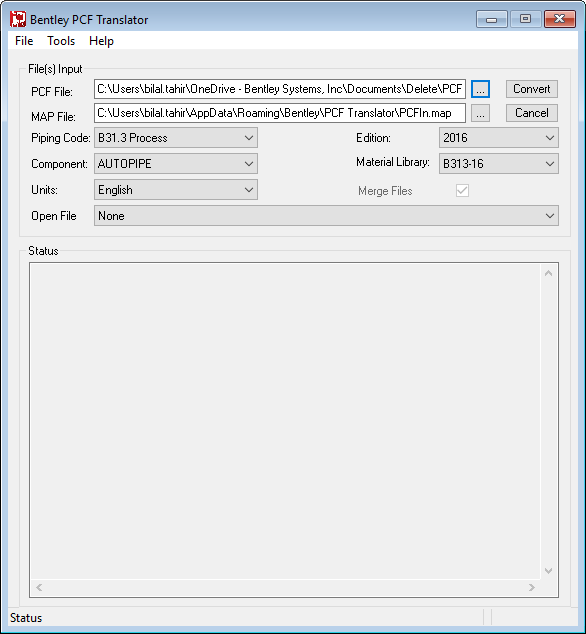 Bentley PCF Translator
File Tools Help
File(s) Input
PCF File: C:\Users\bilal.tahir\OneDrive - Bentley Systems, Inc\Documents\Delete\PCF ... Convert
MAP File: C:\Users\bilal.tahir\AppData\Roaming\Bentley\PCF Translator\PCFIn.map ... Cancel
Piping Code: B31.3 Process Edition: 2016
Component: AUTOPIPE Material Library: B313-16
Units: English Merge Files
Open File None
Status
Status